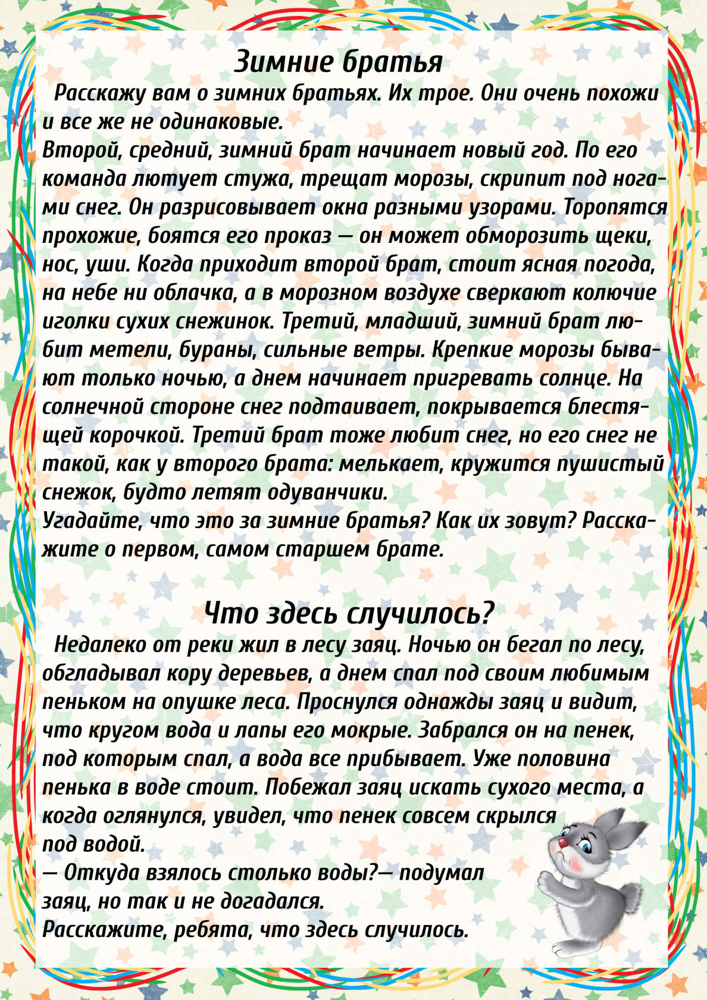 Зимние братья
Расскажу вам о зимних братьях. Их трое. Они очень похожи
и все же не одинаковые.
Второй, средний, зимний брат начинает новый год. По его
команда лютует стужа, трещат морозы, скрипит под нога-
ми снег. Он разрисовывает окна разными узорами. Торопятся
прохожие, боятся его проказ — он может обморозить щеки,
нос, уши. Когда приходит второй брат, стоит ясная погода,
на небе ни облачка, а в морозном воздухе сверкают колючие
иголки сухих снежинок. Третий, младший, зимний брат лю-
бит метели, бураны, сильные ветры. Крепкие морозы быва-
ют только ночью, а днем начинает пригревать солнце. На
солнечной стороне снег подтаивает, покрывается блестя-
щей корочкой. Третий брат тоже любит снег, но его снег не
такой, как у второго брата: мелькает, кружится пушистый
снежок, будто летят одуванчики.
Угадайте, что это за зимние братья? Как их зовут? Расска-
жите о первом, самом старшем брате.
Что здесь случилось?
Недалеко от реки жил в лесу заяц. Ночью он бегал по лесу,
обгладывал кору деревьев, а днем спал под своим любимым
пеньком на опушке леса. Проснулся однажды заяц и видит,
что кругом вода и лапы его мокрые. Забрался он на пенек,
под которым спал, а вода все прибывает. Уже половина
пенька в воде стоит. Побежал заяц искать сухого места, а
когда оглянулся, увидел, что пенек совсем скрылся
под водой.
— Откуда взялось столько воды?— подумал
заяц, но так и не догадался.
Расскажите, ребята, что здесь случилось.